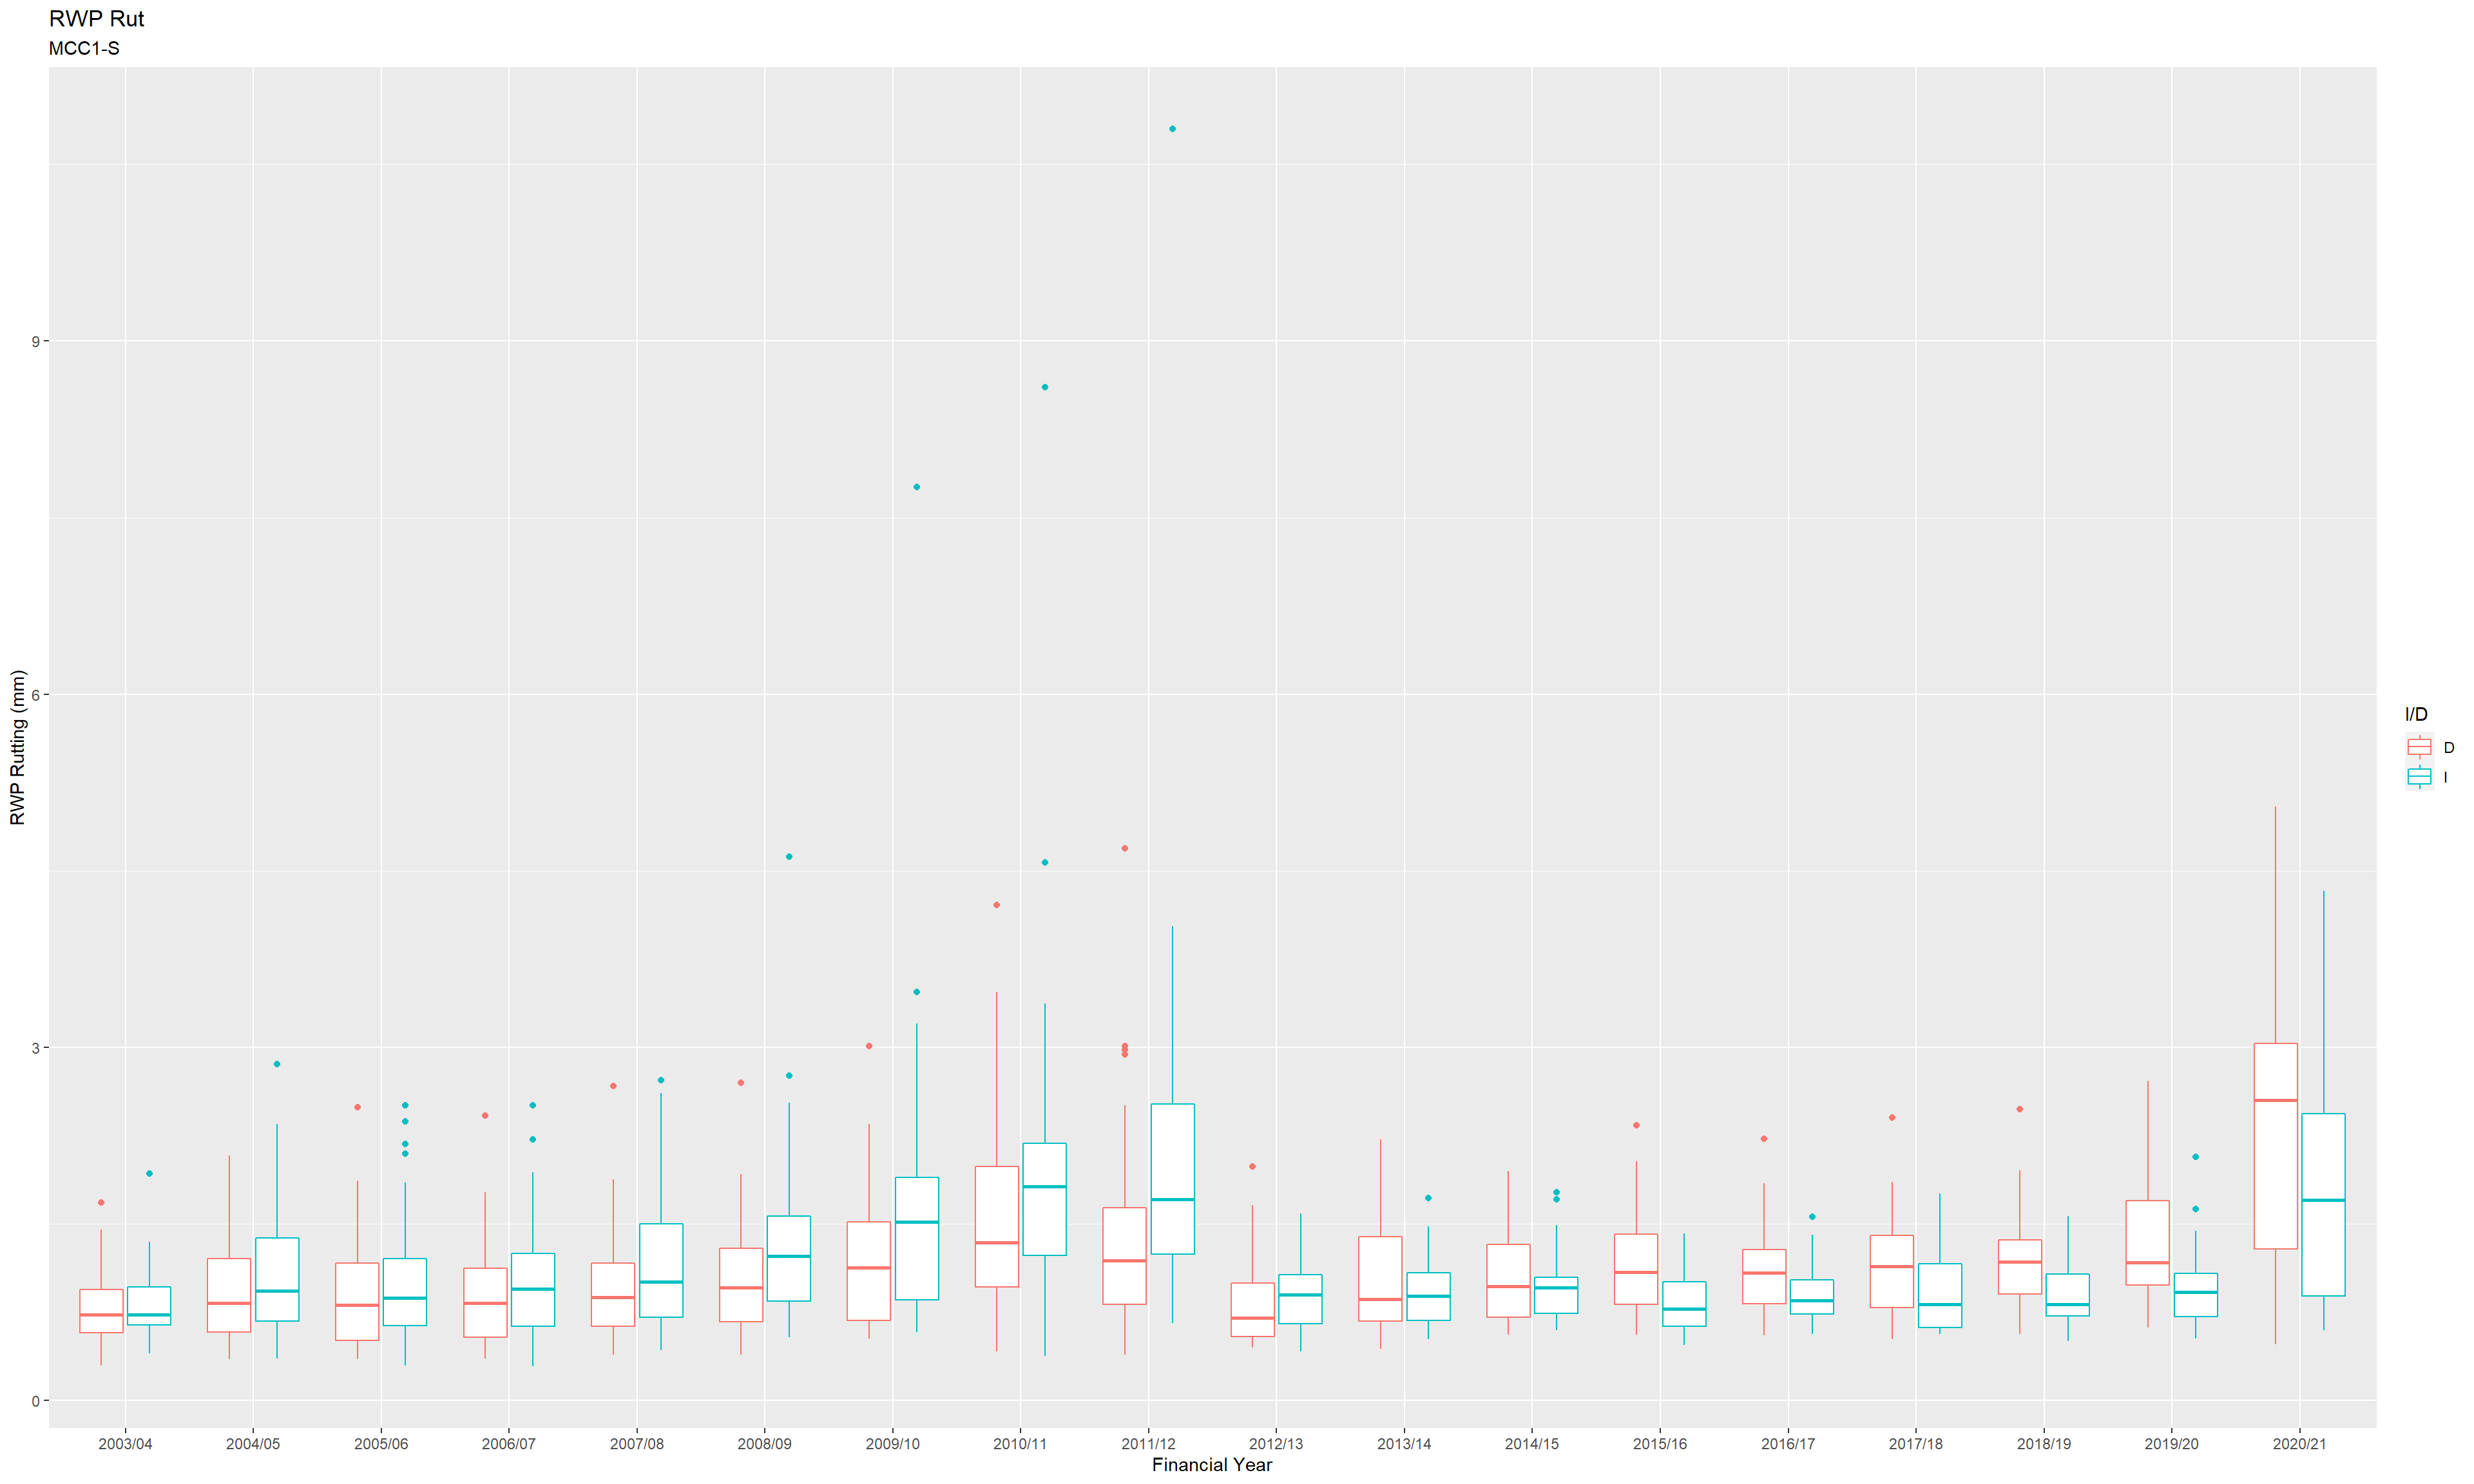 RWP Rut
MCC1-S
RWP Rutting (mm)
9
6
3
0
2003/04 2004/05 2005/06 2006/07 2007/08 2008/09 2009/10 2010/11 2011/12 2012/13 2013/14 2014/15 2015/16 2016/17 2017/18 2018/19 2019/20 2020/21
Financial Year
I/D
D
I